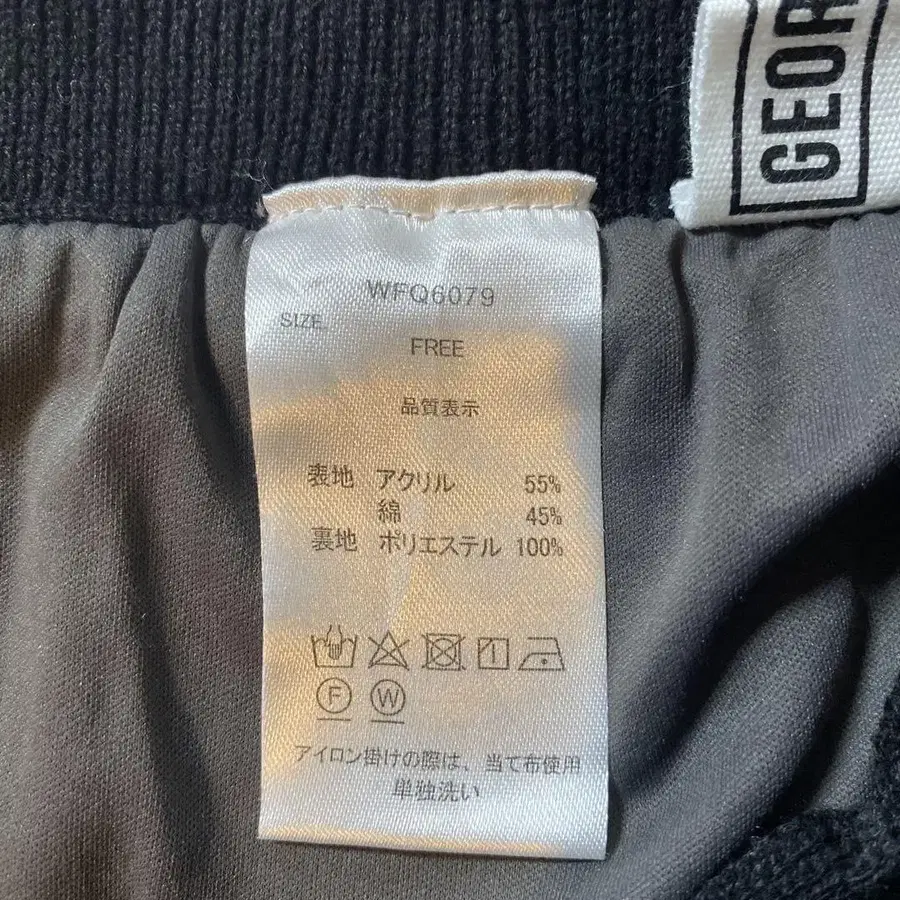 GEOR
WFQ6079
SIZE
FREE
品質表示
表地 アクリル 55%
綿 45%
裏地 ポリエステル 100%
F W
アイロン掛けの際は、当て布使用
単独洗い